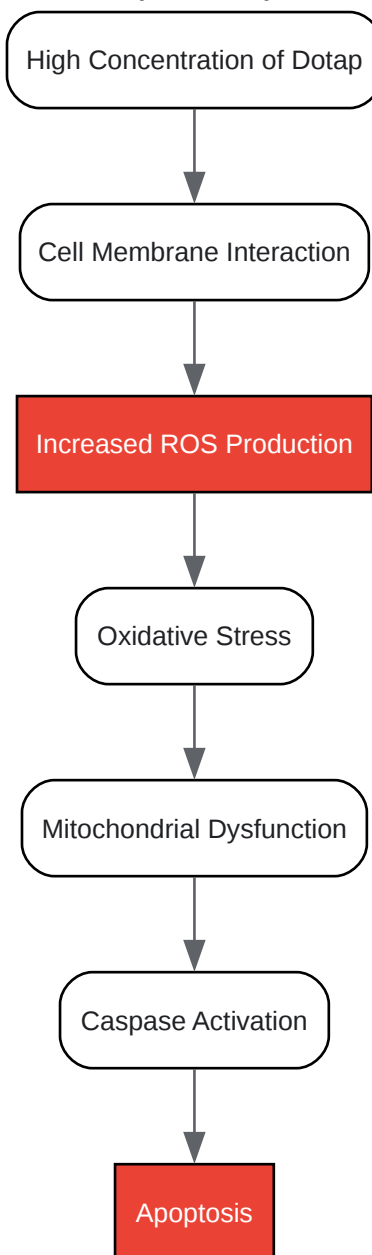 High Concentration of Dotap
Cell Membrane Interaction
Increased ROS Production
Oxidative Stress
Mitochondrial Dysfunction
Caspase Activation
Apoptosis